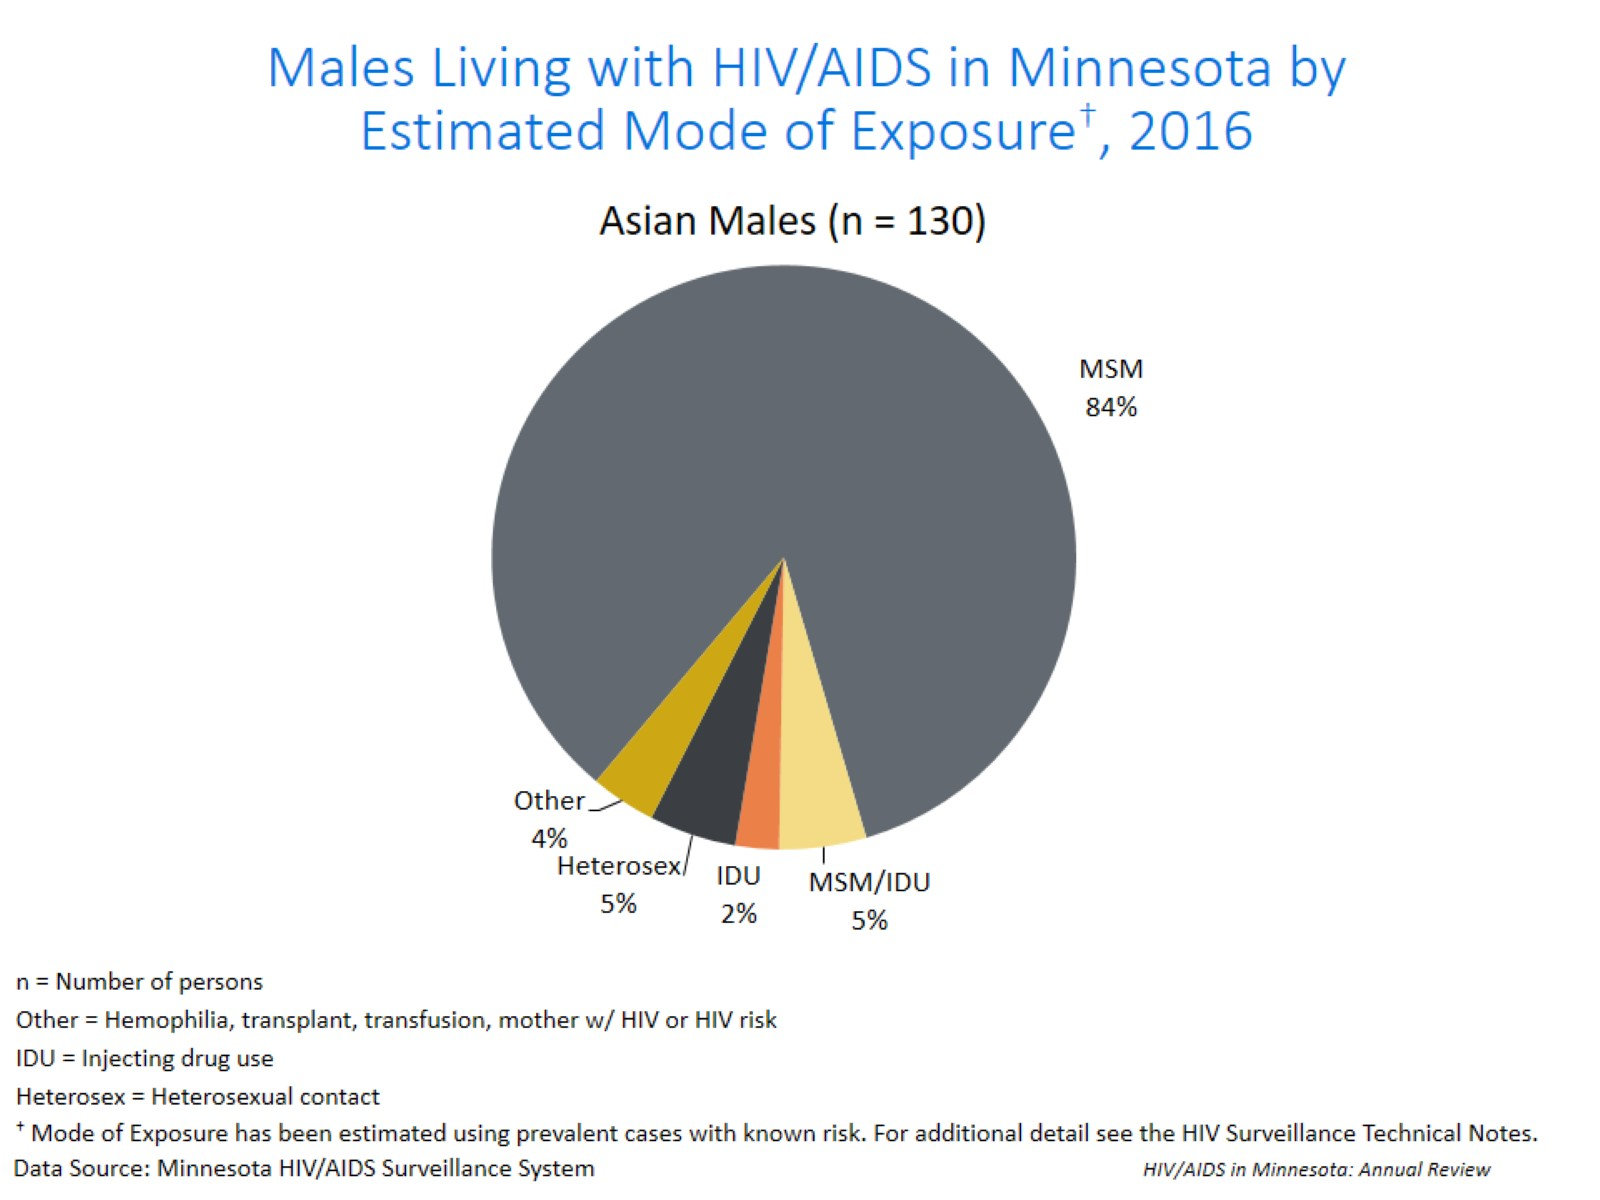 Males Living with HIV/AIDS in Minnesota by
Estimated Mode of Exposure†, 2016
Asian Males (n = 130)
MSM
84%
Other
4%
Heterosex
5%
IDU
2%
MSM/IDU
5%
n = Number of persons
Other = Hemophilia, transplant, transfusion, mother w/ HIV or HIV risk
IDU = Injecting drug use
Heterosex = Heterosexual contact
† Mode of Exposure has been estimated using prevalent cases with known risk. For additional detail see the HIV Surveillance Technical Notes.
Data Source: Minnesota HIV/AIDS Surveillance System
HIV/AIDS in Minnesota: Annual Review